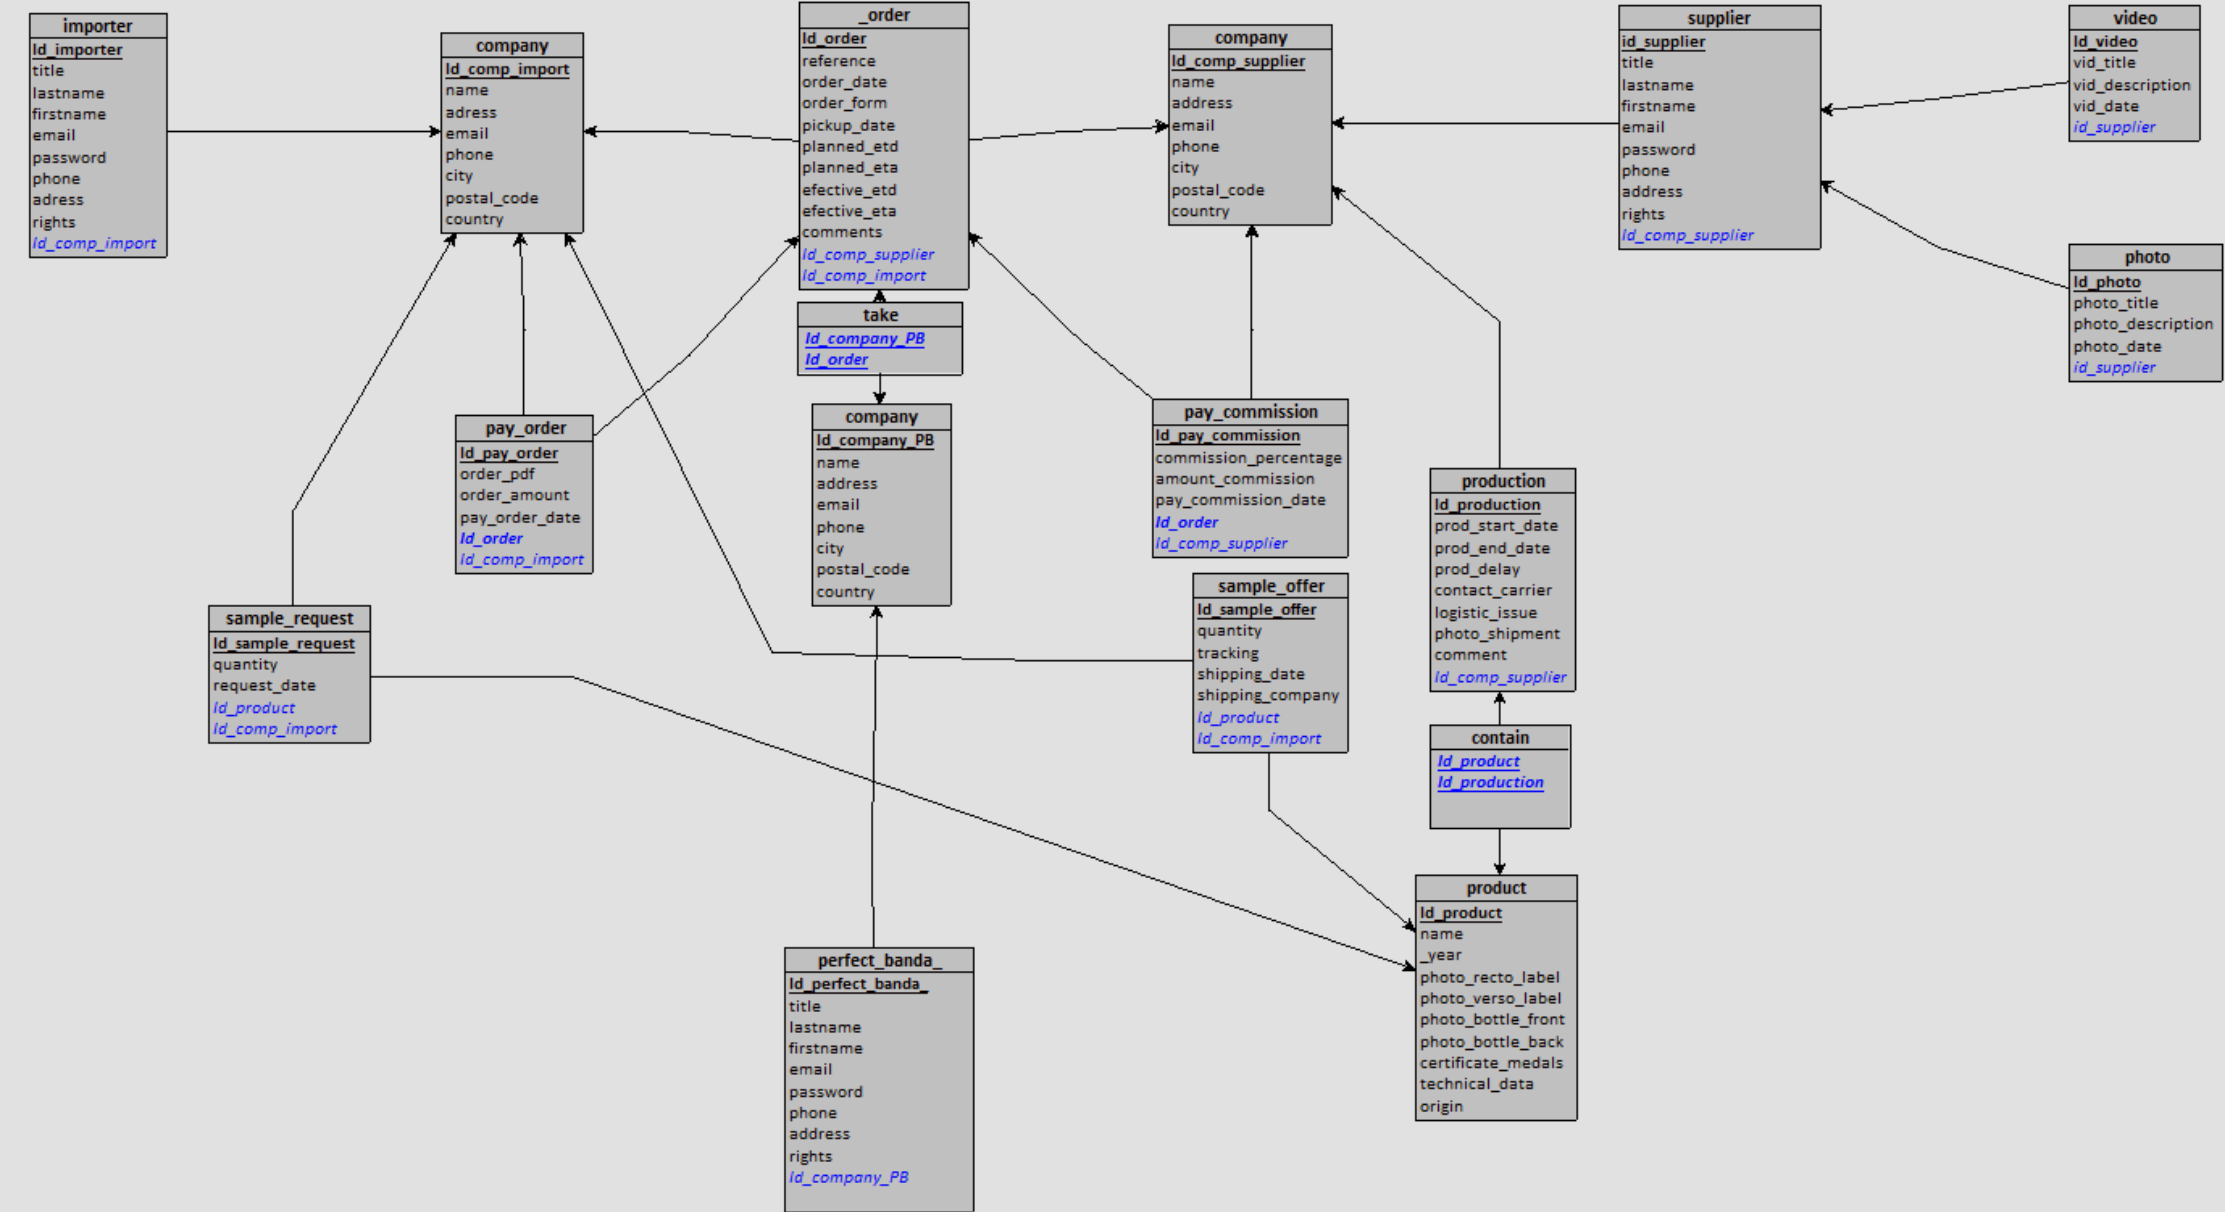 importer
Id_importer
title
lastname
firstname
email
password
phone
adress
rights
Id_comp_import
company
Id_comp_import
name
adress
email
phone
city
postal_code
country
_order
Id_order
reference
order_date
order_form
pickup_date
planned_etd
planned_eta
efective_etd
efective_eta
comments
Id_comp_supplier
Id_comp_import
company
Id_comp_supplier
name
address
email
phone
city
postal_code
country
supplier
id_supplier
title
lastname
firstname
email
password
phone
address
rights
Id_comp_supplier
video
Id_video
vid_title
vid_description
vid_date
id_supplier
photo
Id_photo
photo_title
photo_description
photo_date
id_supplier
take
Id_company_PB
Id_order
company
Id_company_PB
name
address
email
phone
city
postal_code
country
pay_order
Id_pay_order
order_pdf
order_amount
pay_order_date
Id_order
Id_comp_import
pay_commission
Id_pay_commission
commission_percentage
amount_commission
pay_commission_date
Id_order
Id_comp_supplier
production
Id_production
prod_start_date
prod_end_date
prod_delay
contact_carrier
logistic_issue
photo_shipment
comment
Id_comp_supplier
sample_request
Id_sample_request
quantity
request_date
Id_product
Id_comp_import
sample_offer
Id_sample_offer
quantity
tracking
shipping_date
shipping_company
Id_product
Id_comp_import
contain
Id_product
Id_production
product
Id_product
name
_year
photo_recto_label
photo_verso_label
photo_bottle_front
photo_bottle_back
certificate_medals
technical_data
origin
perfect_banda_
Id_perfect_banda_
title
lastname
firstname
email
password
phone
address
rights
Id_company_PB